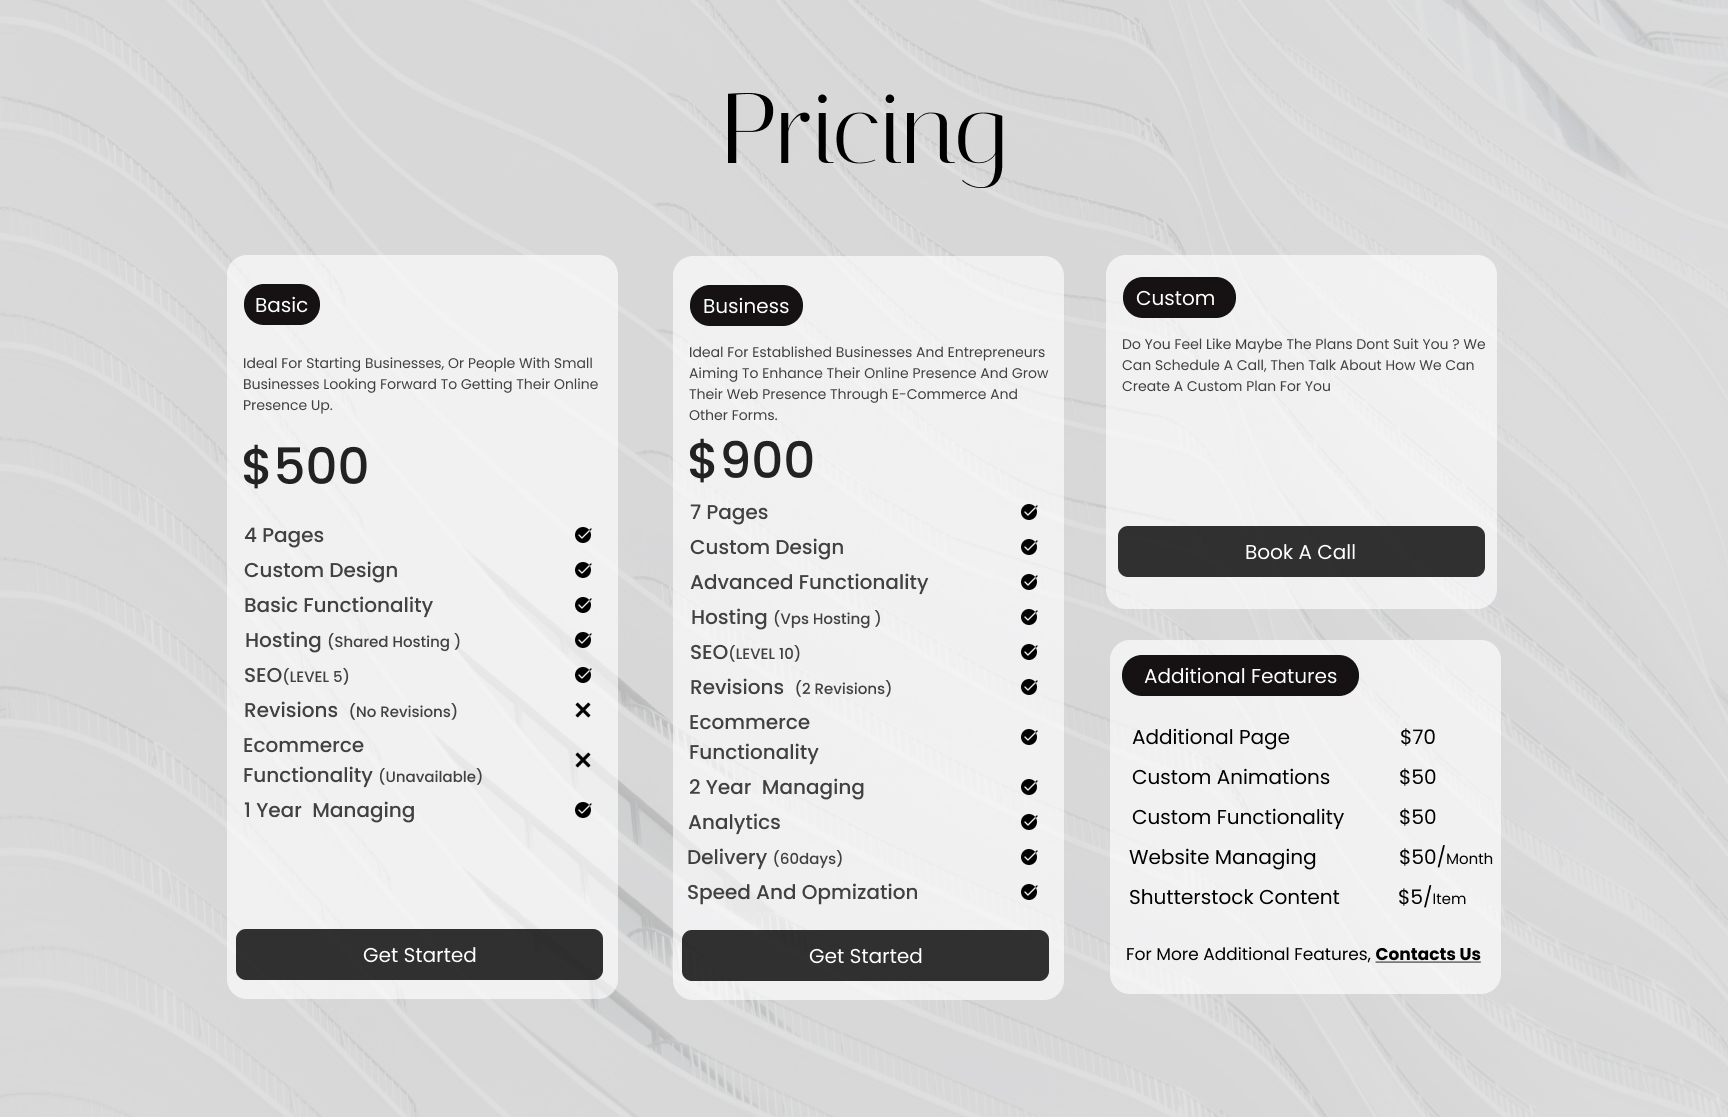 Pricing
Basic
Ideal For Starting Businesses, Or People With Small
Businesses Looking Forward To Getting Their Online
Presence Up.
$500
4 Pages
Custom Design
Basic Functionality
Hosting (Shared Hosting )
SEO(LEVEL 5)
Revisions (No Revisions)
Ecommerce
Functionality (Unavailable)
1 Year Managing
Get Started
Business
Ideal For Established Businesses And Entrepreneurs
Aiming To Enhance Their Online Presence And Grow
Their Web Presence Through E-Commerce And
Other Forms.
$900
7 Pages
Custom Design
Advanced Functionality
Hosting (Vps Hosting )
SEO(LEVEL 10)
Revisions (2 Revisions)
Ecommerce
Functionality
2 Year Managing
Analytics
Delivery (60days)
Speed And Opmization
Get Started
Custom
Do You Feel Like Maybe The Plans Dont Suit You ? We
Can Schedule A Call, Then Talk About How We Can
Create A Custom Plan For You
Book A Call
Additional Features
Additional Page $70
Custom Animations $50
Custom Functionality $50
Website Managing $50/Month
Shutterstock Content $5/Item
For More Additional Features, Contacts Us